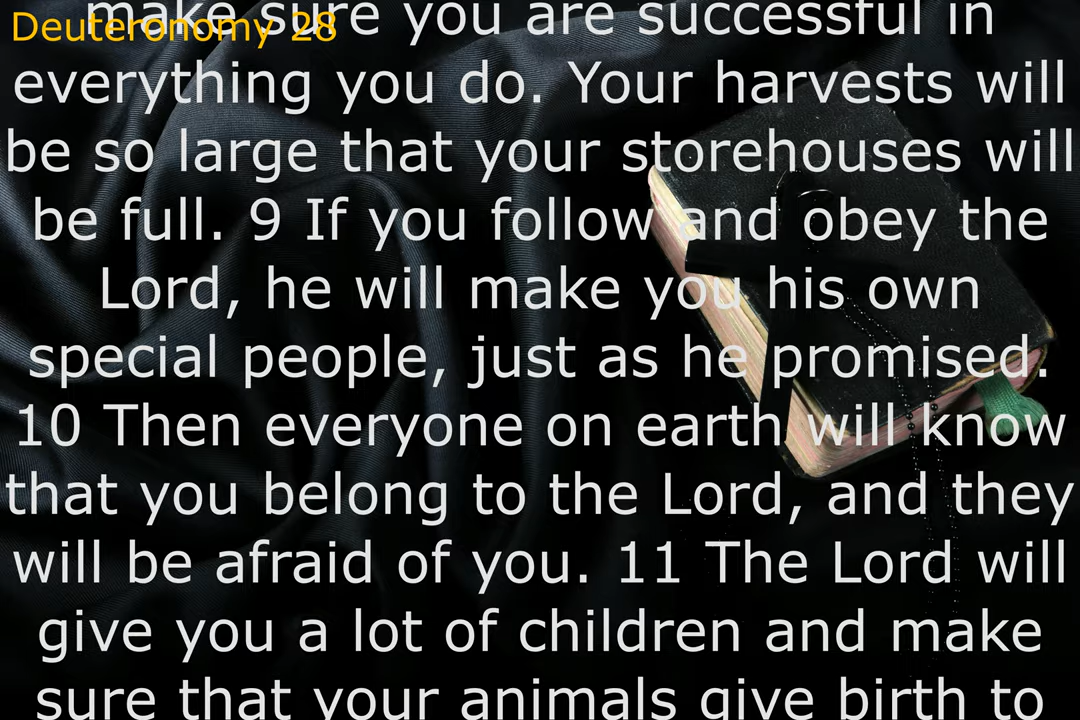 make sure you are successful in
Deuteronomy 28
everything you do. Your harvests will
be so large that your storehouses will
be full. 9 If you follow and obey the
Lord, he will make you his own
special people, just as he promised.
10 Then everyone on earth will know
that you belong to the Lord, and they
will be afraid of you. 11 The Lord will
give you a lot of children and make
sure that your animals give birth to